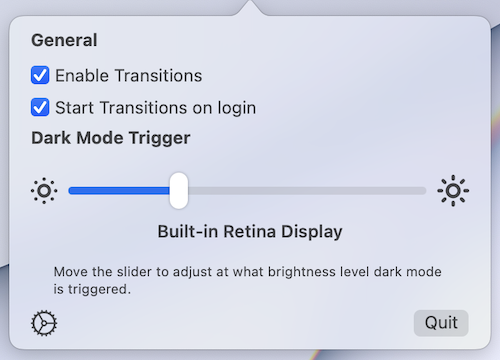 General
Enable Transitions
Start Transitions on login
Dark Mode Trigger
Built-in Retina Display
Move the slider to adjust at what brightness level dark mode
is triggered.
Quit